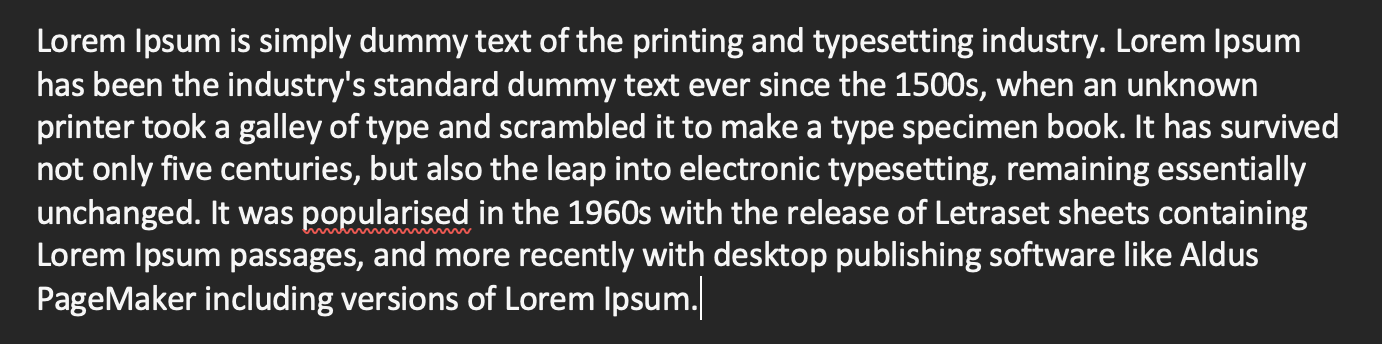 Lorem Ipsum is simply dummy text of the printing and typesetting industry. Lorem Ipsum
has been the industry's standard dummy text ever since the 1500s, when an unknown
printer took a galley of type and scrambled it to make a type specimen book. It has survived
not only five centuries, but also the leap into electronic typesetting, remaining essentially
unchanged. It was popularised in the 1960s with the release of Letraset sheets containing
Lorem Ipsum passages, and more recently with desktop publishing software like Aldus
PageMaker including versions of Lorem Ipsum.